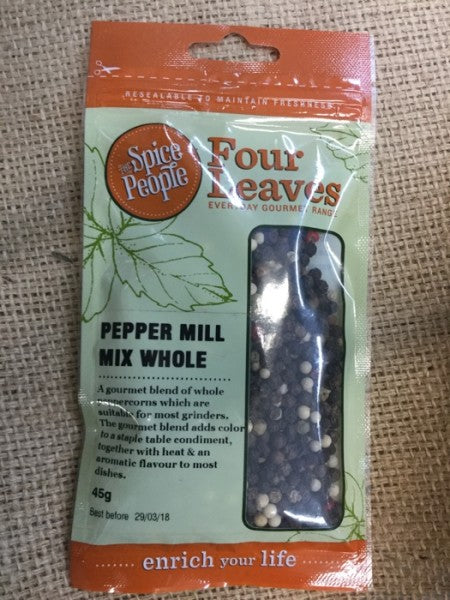 RESEALABLE TO MAINTAIN FRESHNESS
THE Spice
People
Four
Leaves
EVERYDAY GOURMET RANGE
PEPPER MILL
MIX WHOLE
A gourmet blend of whole
peppercorns which are
suitable for most grinders.
The gourmet blend adds color
to a staple table condiment,
together with heat & an
aromatic flavour to most
dishes.
45g
Best before 29/03/18
enrich your life